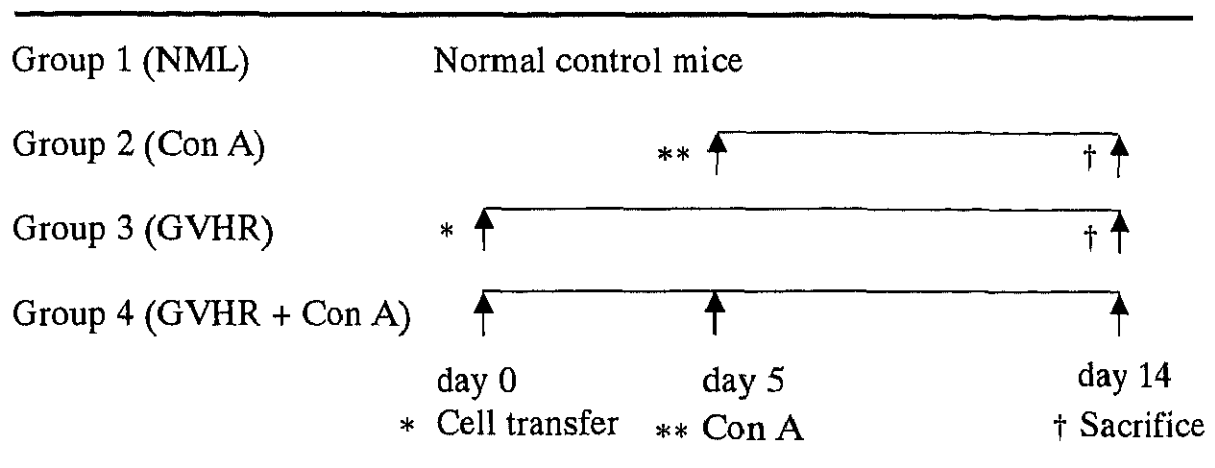 Group 1 (NML) Normal control mice
Group 2 (Con A) ** †
Group 3 (GVHR) * †
Group 4 (GVHR + Con A)
day 0 day 5 day 14
* Cell transfer ** Con A † Sacrifice